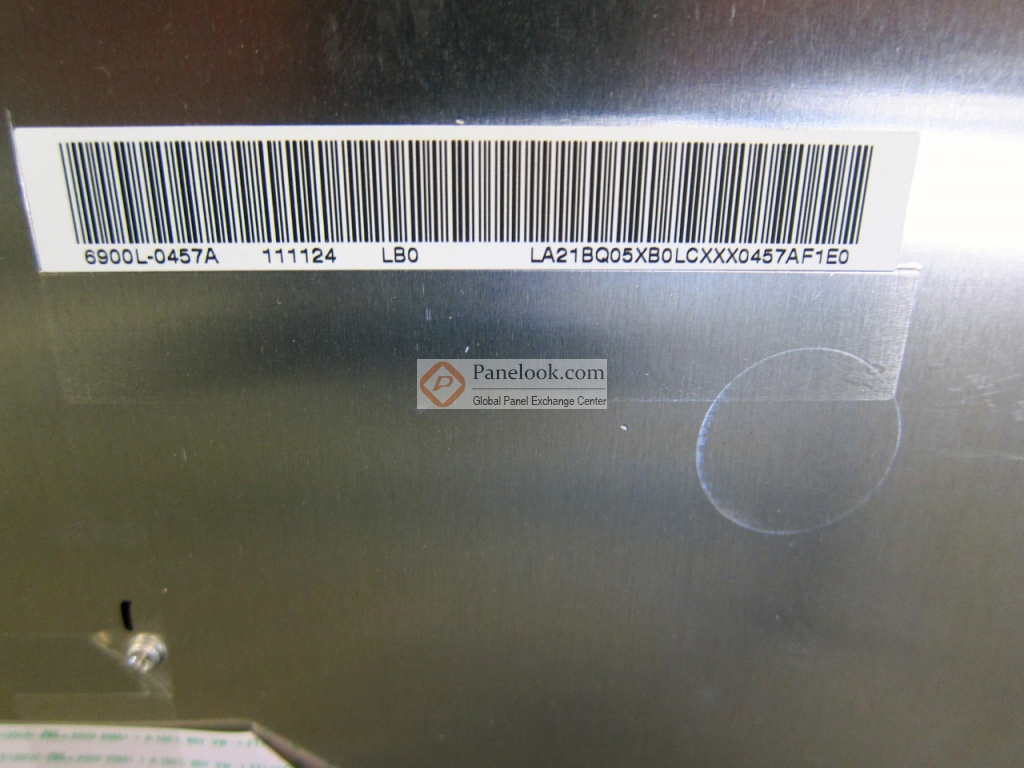 6900L-0457A 111124 LB0 LA21BQ05XB0LCXXX0457AF1E0
Panelook.com
Global Panel Exchange Center